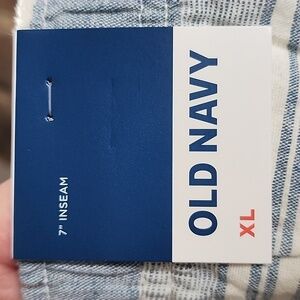 7" INSEAM
OLD NAVY
XL